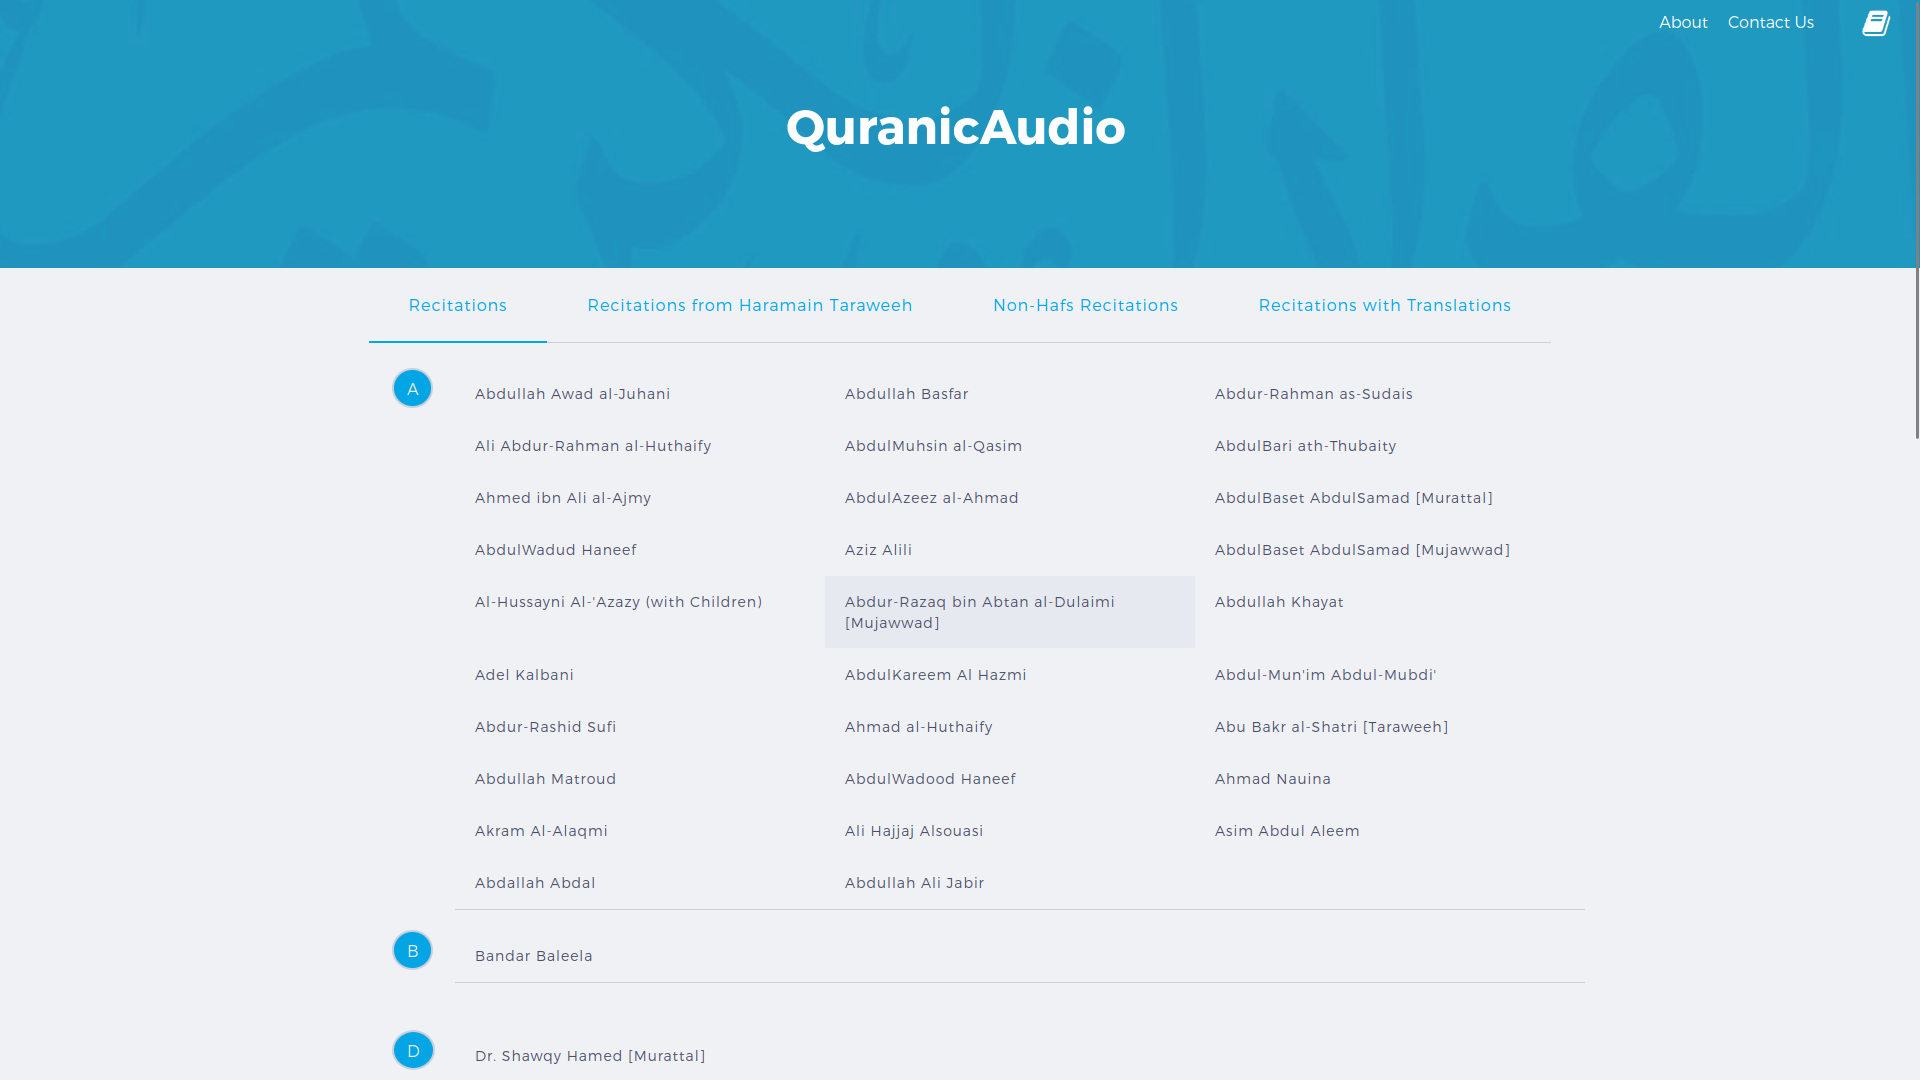 About Contact Us
QuranicAudio
Recitations Recitations from Haramain Taraweeh Non-Hafs Recitations Recitations with Translations
A
Abdullah Awad al-Juhani Abdullah Basfar Abdur-Rahman as-Sudais
Ali Abdur-Rahman al-Huthaify AbdulMuhsin al-Qasim AbdulBari ath-Thubaity
Ahmed ibn Ali al-Ajmy AbdulAzeez al-Ahmad AbdulBaset AbdulSamad [Murattal]
AbdulWadud Haneef Aziz Alili AbdulBaset AbdulSamad [Mujawwad]
Al-Hussayni Al-'Azazy (with Children) Abdur-Razaq bin Abtan al-Dulaimi [Mujawwad] Abdullah Khayat
Adel Kalbani AbdulKareem Al Hazmi Abdul-Mun'im Abdul-Mubdi'
Abdur-Rashid Sufi Ahmad al-Huthaify Abu Bakr al-Shatri [Taraweeh]
Abdullah Matroud AbdulWadood Haneef Ahmad Nauina
Akram Al-Alaqmi Ali Hajjaj Alsouasi Asim Abdul Aleem
Abdallah Abdal Abdullah Ali Jabir
B
Bandar Baleela
D
Dr. Shawqy Hamed [Murattal]